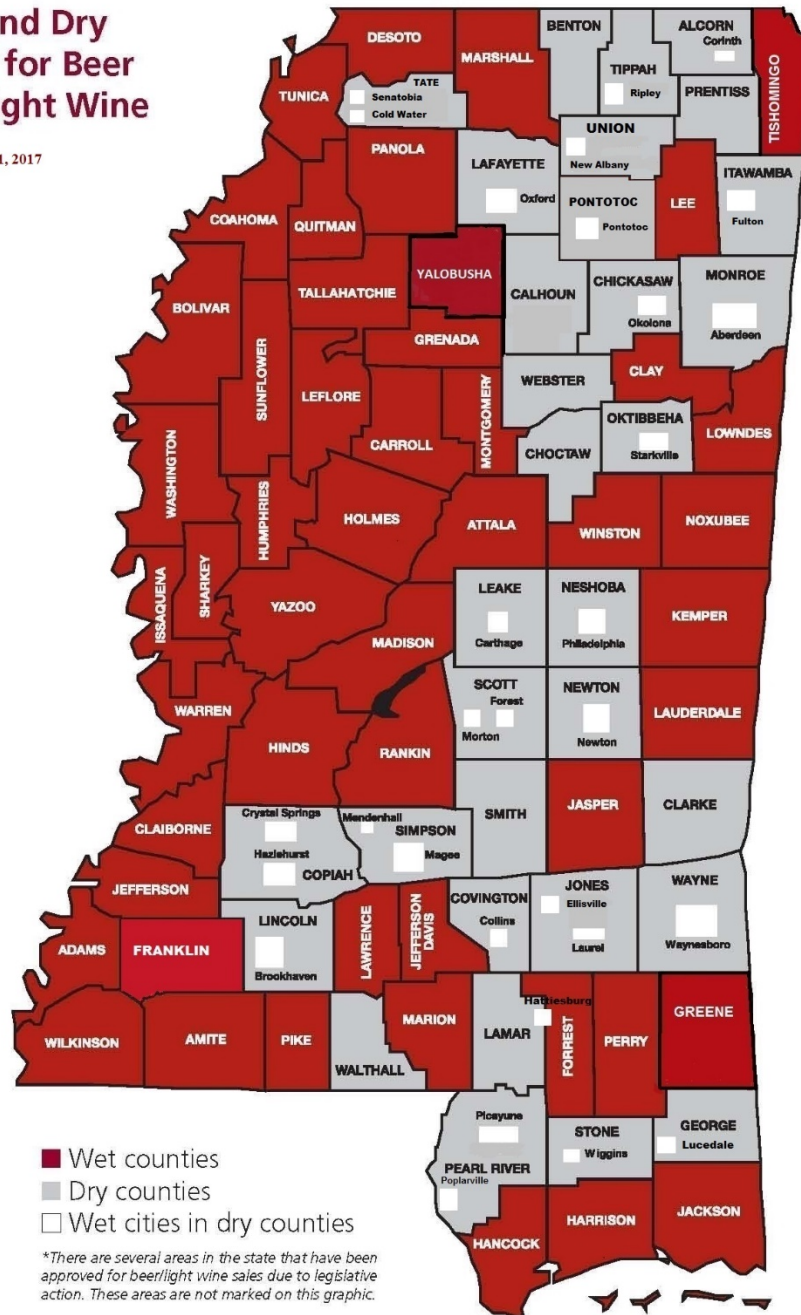 nd Dry
for Beer
ght Wine
1, 2017
DESOTO
MARSHALL
BENTON
ALCORN
Corinth
TIPPAH
Ripley
TISHOMINGO
TUNICA
TATE
Senatobia
Cold Water
PRENTISS
UNION
New Albany
PANOLA
LAFAYETTE
Oxford
ITAWAMBA
Fulton
COAHOMA
QUITMAN
PONTOTOC
Pontotoc
LEE
YALOBUSHA
BOLIVAR
TALLAHATCHIE
CALHOUN
CHICKASAW
Okolona
MONROE
Aberdeen
SUNFLOWER
GRENADA
LEFLORE
MONTGOMERY
WEBSTER
CLAY
WASHINGTON
CARROLL
CHOCTAW
OKTIBBEHA
Starkville
LOWNDES
HUMPHRIES
HOLMES
ATTALA
WINSTON
NOXUBEE
ISSAQUENA
SHARKEY
YAZOO
LEAKE
Carthage
NESHOBA
Philadelphia
KEMPER
MADISON
WARREN
SCOTT
Forest
Morton
NEWTON
Newton
LAUDERDALE
HINDS
RANKIN
CLAIBORNE
Crystal Springs
Hazlehurst
COPIAH
Mendenhall
SIMPSON
Magee
SMITH
JASPER
CLARKE
JEFFERSON
LINCOLN
Brookhaven
LAWRENCE
JEFFERSON
DAVIS
COVINGTON
Collins
JONES
Ellisville
Laurel
WAYNE
Waynesboro
ADAMS
FRANKLIN
WILKINSON
AMITE
PIKE
WALTHALL
MARION
LAMAR
Hattiesburg
FORREST
PERRY
GREENE
Picayune
PEARL RIVER
Poplarville
STONE
Wiggins
GEORGE
Lucedale
HANCOCK
HARRISON
JACKSON
Wet counties
Dry counties
Wet cities in dry counties
*There are several areas in the state that have been
approved for beer/light wine sales due to legislative
action. These areas are not marked on this graphic.